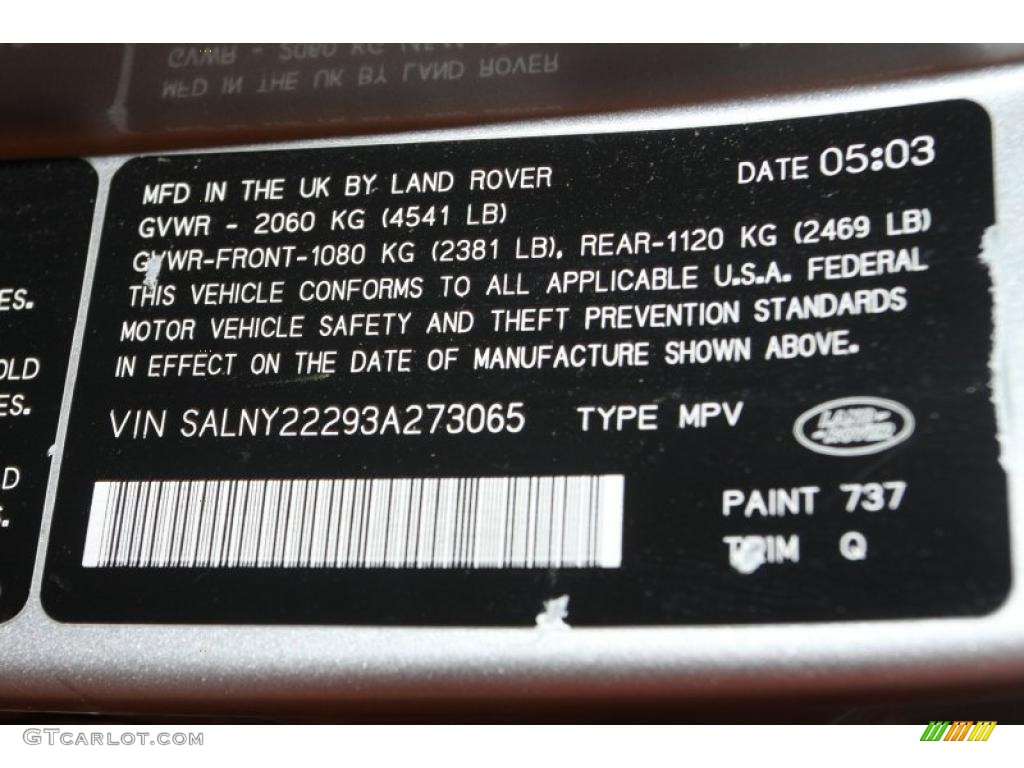 GVWR - 2060 KG
MFD IN THE UK BY LAND ROVER
MFD IN THE UK BY LAND ROVER
DATE 05:03
GVWR - 2060 KG (4541 LB)
GVWR-FRONT-1080 KG (2381 LB), REAR-1120 KG (2469 LB)
THIS VEHICLE CONFORMS TO ALL APPLICABLE U.S.A. FEDERAL
MOTOR VEHICLE SAFETY AND THEFT PREVENTION STANDARDS
IN EFFECT ON THE DATE OF MANUFACTURE SHOWN ABOVE.
VIN SALNY22293A273065
TYPE MPV
LAND-
-ROVER
PAINT 737
TRIM Q
ES.
OLD
ES.
D
GTCARLOT.COM